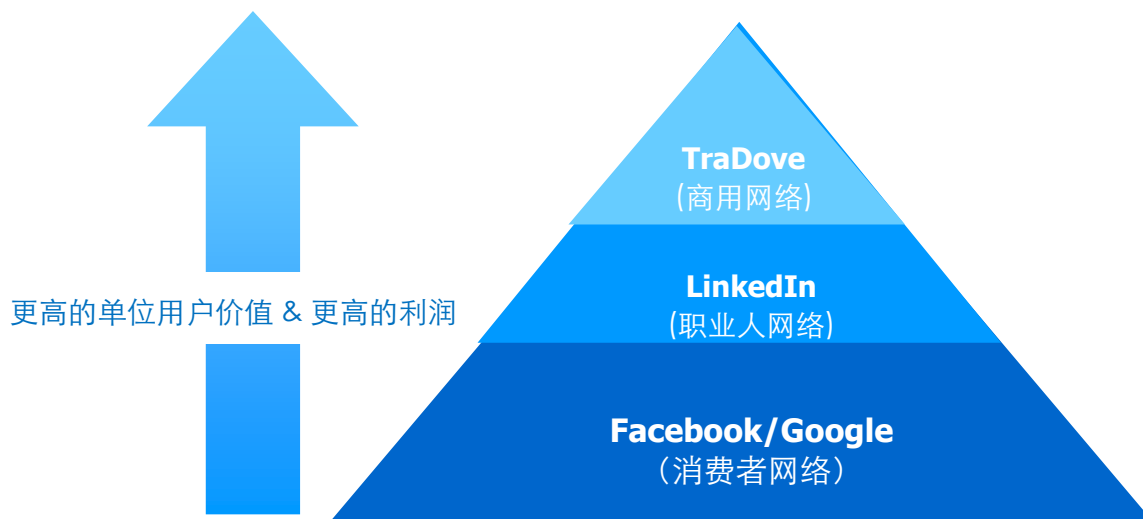 TraDove
(商用网络)
LinkedIn
(职业人网络)
更高的单位用户价值 & 更高的利润
Facebook/Google
（消费者网络）